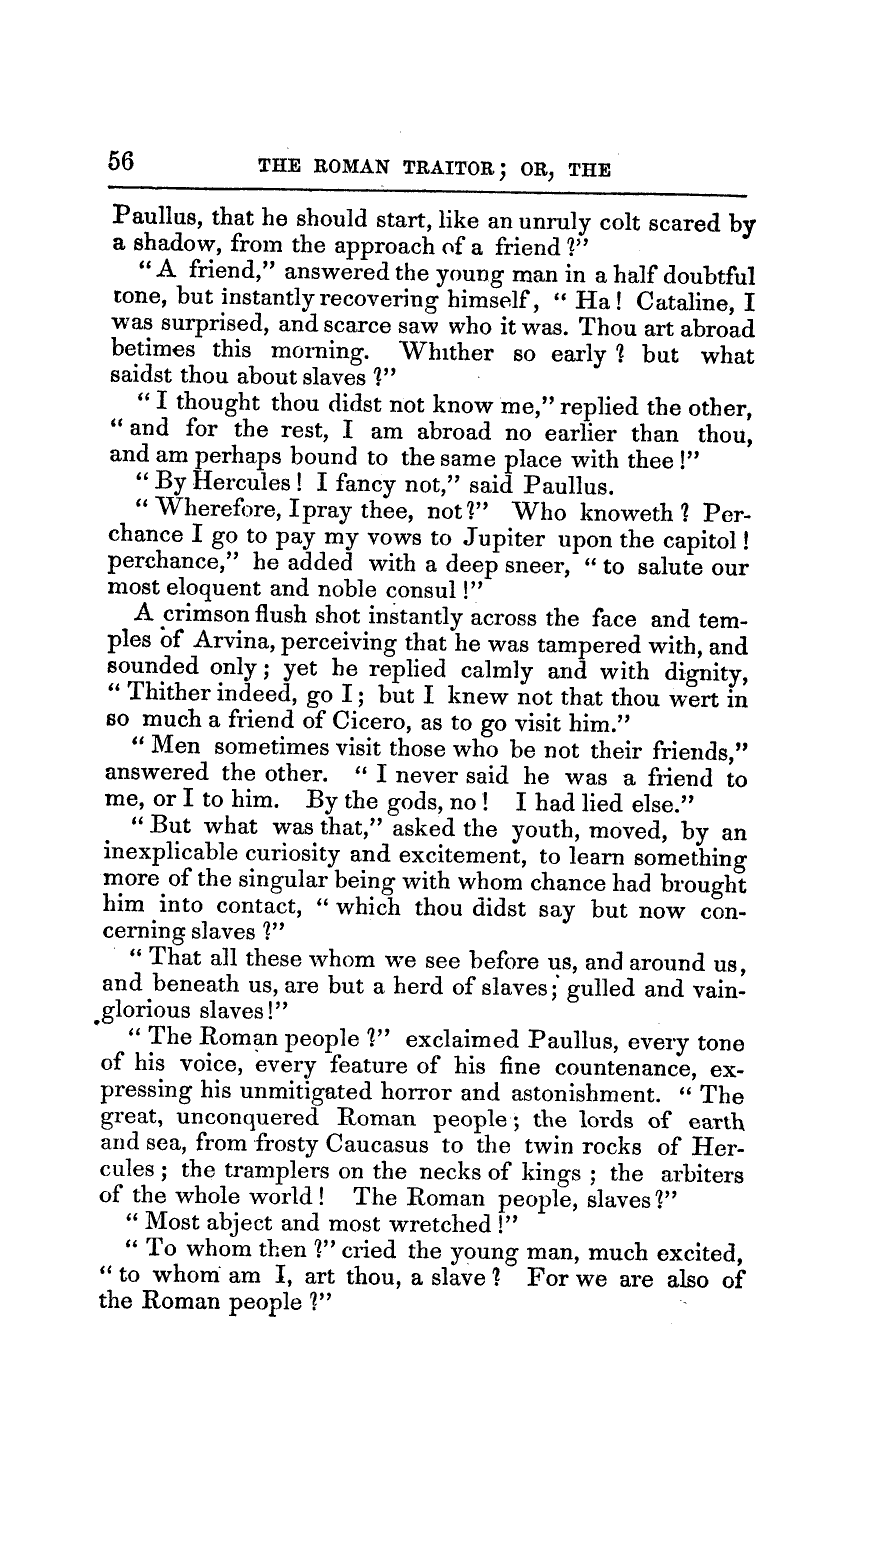 56 THE ROMAN TRAITOR; OR, THE
Paullus, that he should start, like an unruly colt scared by
a shadow, from the approach of a friend?”
“A friend,” answered the young man in a half doubtful
tone, but instantly recovering himself, “Ha! Cataline, I
was surprised, and scarce saw who it was. Thou art abroad
betimes this morning. Whither so early? but what
saidst thou about slaves?”
“I thought thou didst not know me,” replied the other,
“and for the rest, I am abroad no earlier than thou,
and am perhaps bound to the same place with thee!”
“By Hercules! I fancy not,” said Paullus.
“Wherefore, I pray thee, not?” Who knoweth? Per-
chance I go to pay my vows to Jupiter upon the capitol!
perchance,” he added with a deep sneer, “to salute our
most eloquent and noble consul!”
A crimson flush shot instantly across the face and tem-
ples of Arvina, perceiving that he was tampered with, and
sounded only; yet he replied calmly and with dignity,
“Thither indeed, go I; but I knew not that thou wert in
so much a friend of Cicero, as to go visit him.”
“Men sometimes visit those who be not their friends,”
answered the other. “I never said he was a friend to
me, or I to him. By the gods, no! I had lied else.”
“But what was that,” asked the youth, moved, by an
inexplicable curiosity and excitement, to learn something
more of the singular being with whom chance had brought
him into contact, “which thou didst say but now con-
cerning slaves?”
“That all these whom we see before us, and around us,
and beneath us, are but a herd of slaves; gulled and vain-
glorious slaves!”
“The Roman people?” exclaimed Paullus, every tone
of his voice, every feature of his fine countenance, ex-
pressing his unmitigated horror and astonishment. “The
great, unconquered Roman people; the lords of earth
and sea, from frosty Caucasus to the twin rocks of Her-
cules; the tramplers on the necks of kings; the arbiters
of the whole world! The Roman people, slaves?”
“Most abject and most wretched!”
“To whom then?” cried the young man, much excited,
“to whom am I, art thou, a slave? For we are also of
the Roman people?”